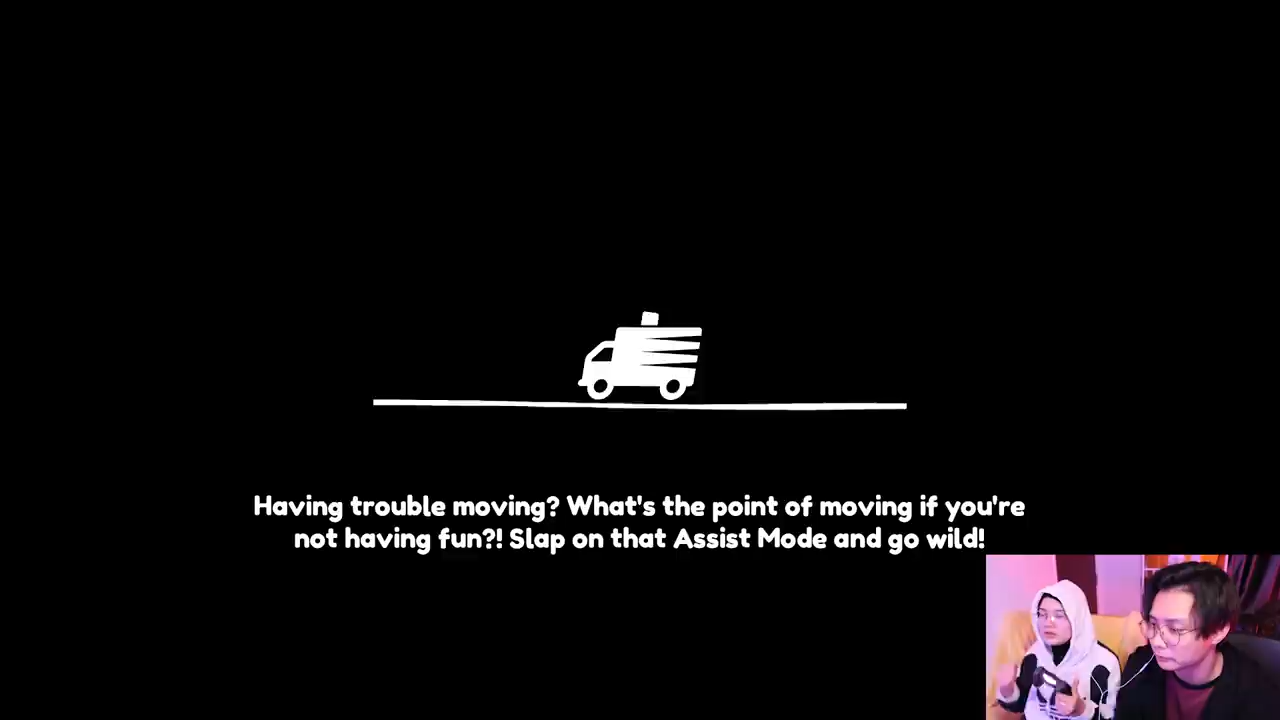 Having trouble moving? What's the point of moving if you're
not having fun?! Slap on that Assist Mode and go wild!